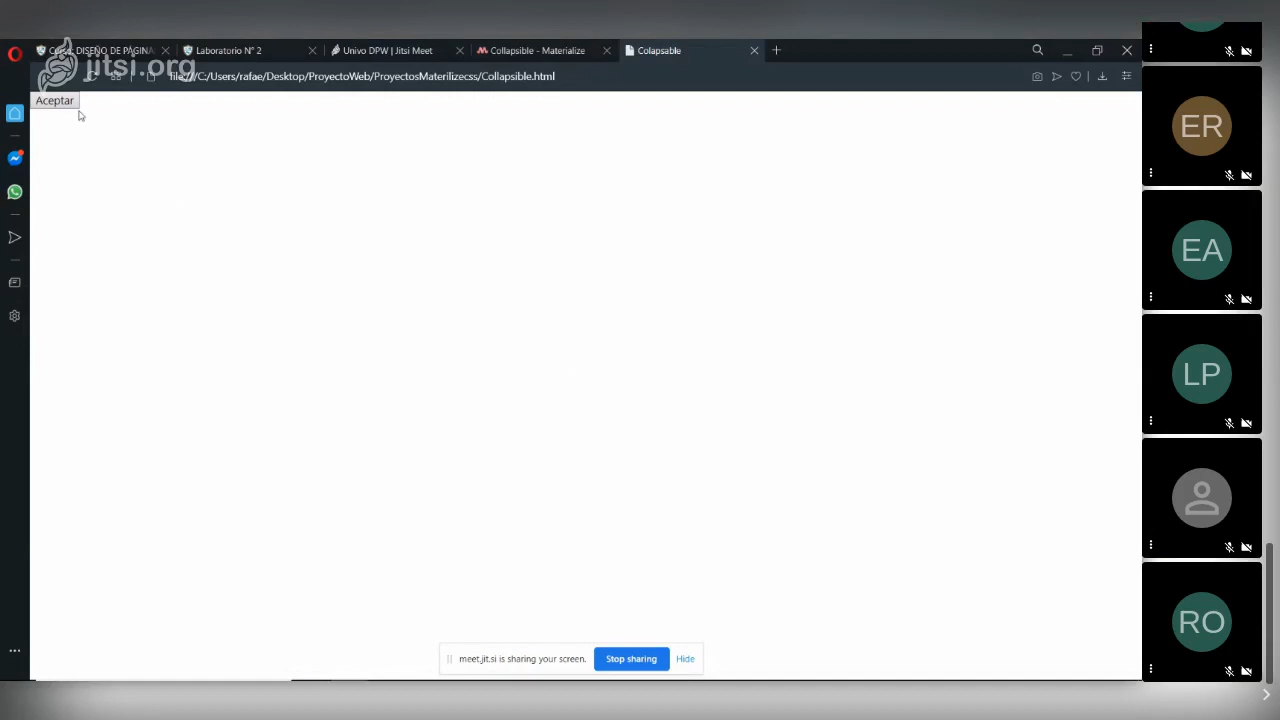 DISEÑO DE PÁGINA
Laboratorio N° 2
Univo DPW | Jitsi Meet
Collapsible - Materialize
Colapsable
jitsi.org
file:///C:/Users/rafae/Desktop/ProyectoWeb/ProyectosMaterilizecss/Collapsible.html
Aceptar
ER
EA
LP
RO
meet.jit.si is sharing your screen.
Stop sharing
Hide